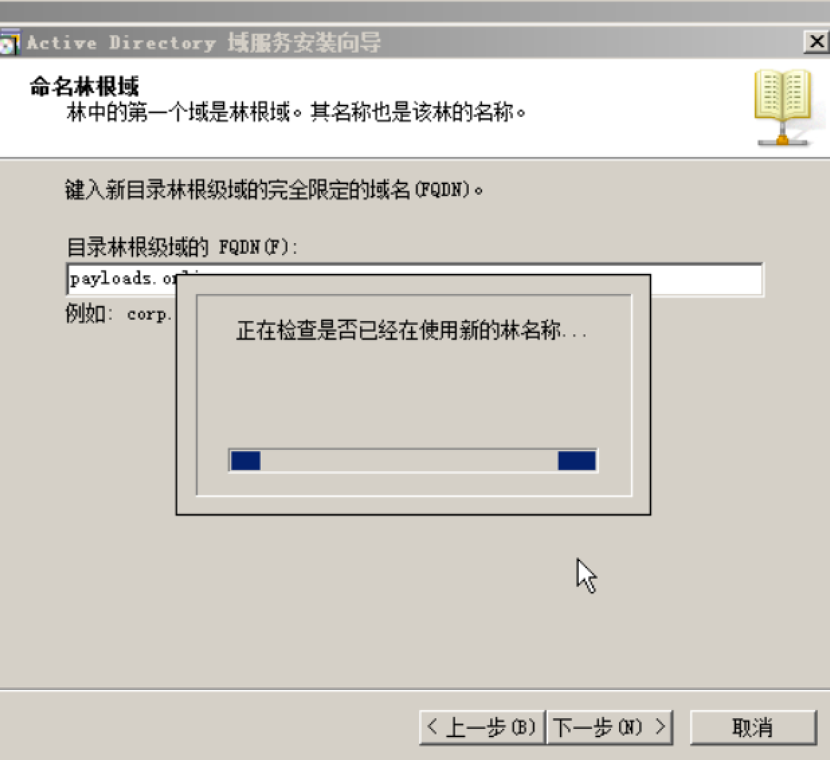 Active Directory 域服务安装向导
命名林根域
林中的第一个域是林根域。其名称也是该林的名称。
键入新目录林根级域的完全限定的域名(FQDN)。
目录林根级域的 FQDN(F):
payloads.
例如: corp.
正在检查是否已经在使用新的林名称...
< 上一步(B)
下一步(N) >
取消